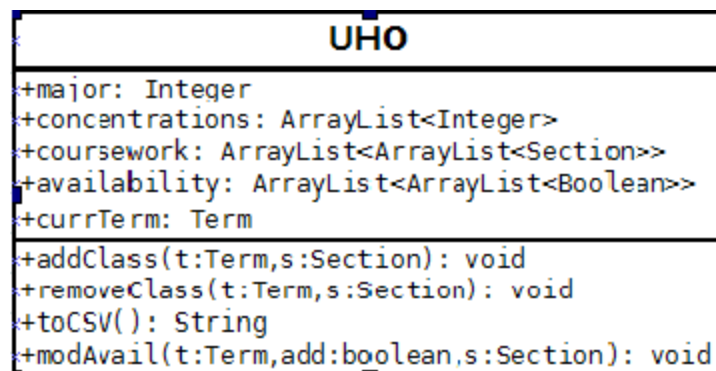 UHO
+major: Integer
+concentrations: ArrayList<Integer>
+coursework: ArrayList<ArrayList<Section>>
+availability: ArrayList<ArrayList<Boolean>>
+currTerm: Term
+addClass(t:Term,s:Section): void
+removeClass(t:Term,s:Section): void
+toCSV(): String
+modAvail(t:Term,add:boolean,s:Section): void